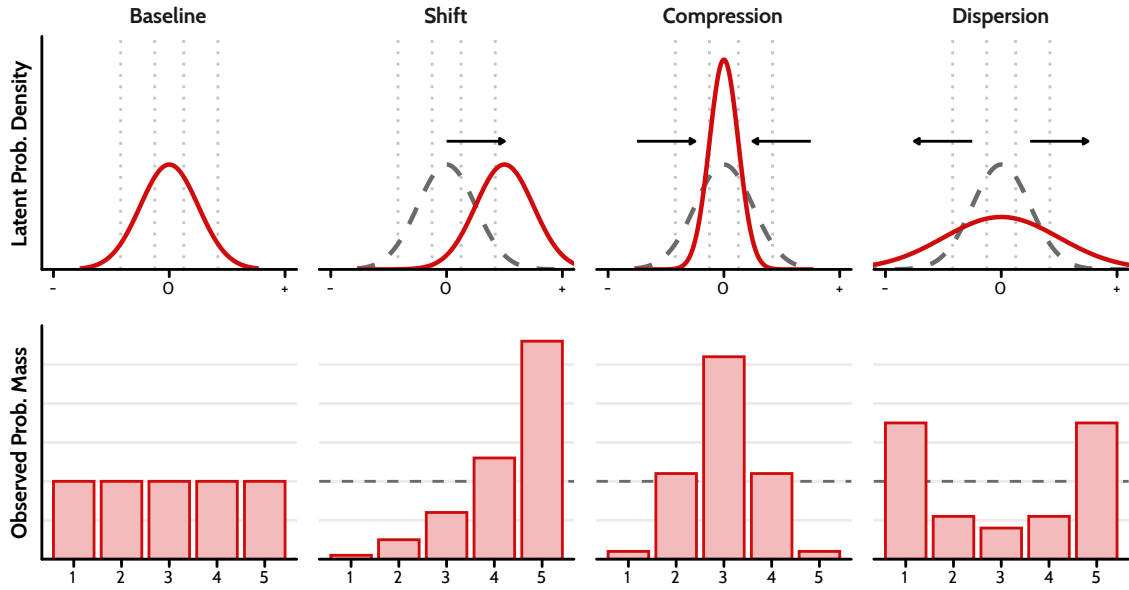 Baseline Shift Compression Dispersion
Latent Prob. Density
- 0 + - 0 + - 0 + - 0 +
Observed Prob. Mass
1 2 3 4 5 1 2 3 4 5 1 2 3 4 5 1 2 3 4 5